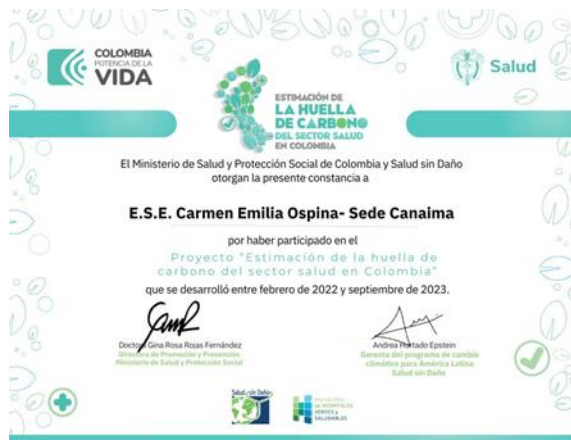 COLOMBIA
POTENCIA DE LA
VIDA
Salud
ESTIMACIÓN DE
LA HUELLA
DE CARBONO
DEL SECTOR SALUD
EN COLOMBIA
El Ministerio de Salud y Protección Social de Colombia y Salud sin Daño
otorgan la presente constancia a
E.S.E. Carmen Emilia Ospina- Sede Canaima
por haber participado en el
Proyecto "Estimación de la huella de
carbono del sector salud en Colombia"
que se desarrolló entre febrero de 2022 y septiembre de 2023.
Doctora Gina Rosa Rojas Fernández
Directora de Promoción y Prevención
Ministerio de Salud y Protección Social
Andrea Hurtado Epstein
Gerenta del programa de cambio
climático para América Latina
Salud sin Daño
Salud sin Daño
HOSPITALES
VERDES y
SALUDABLES